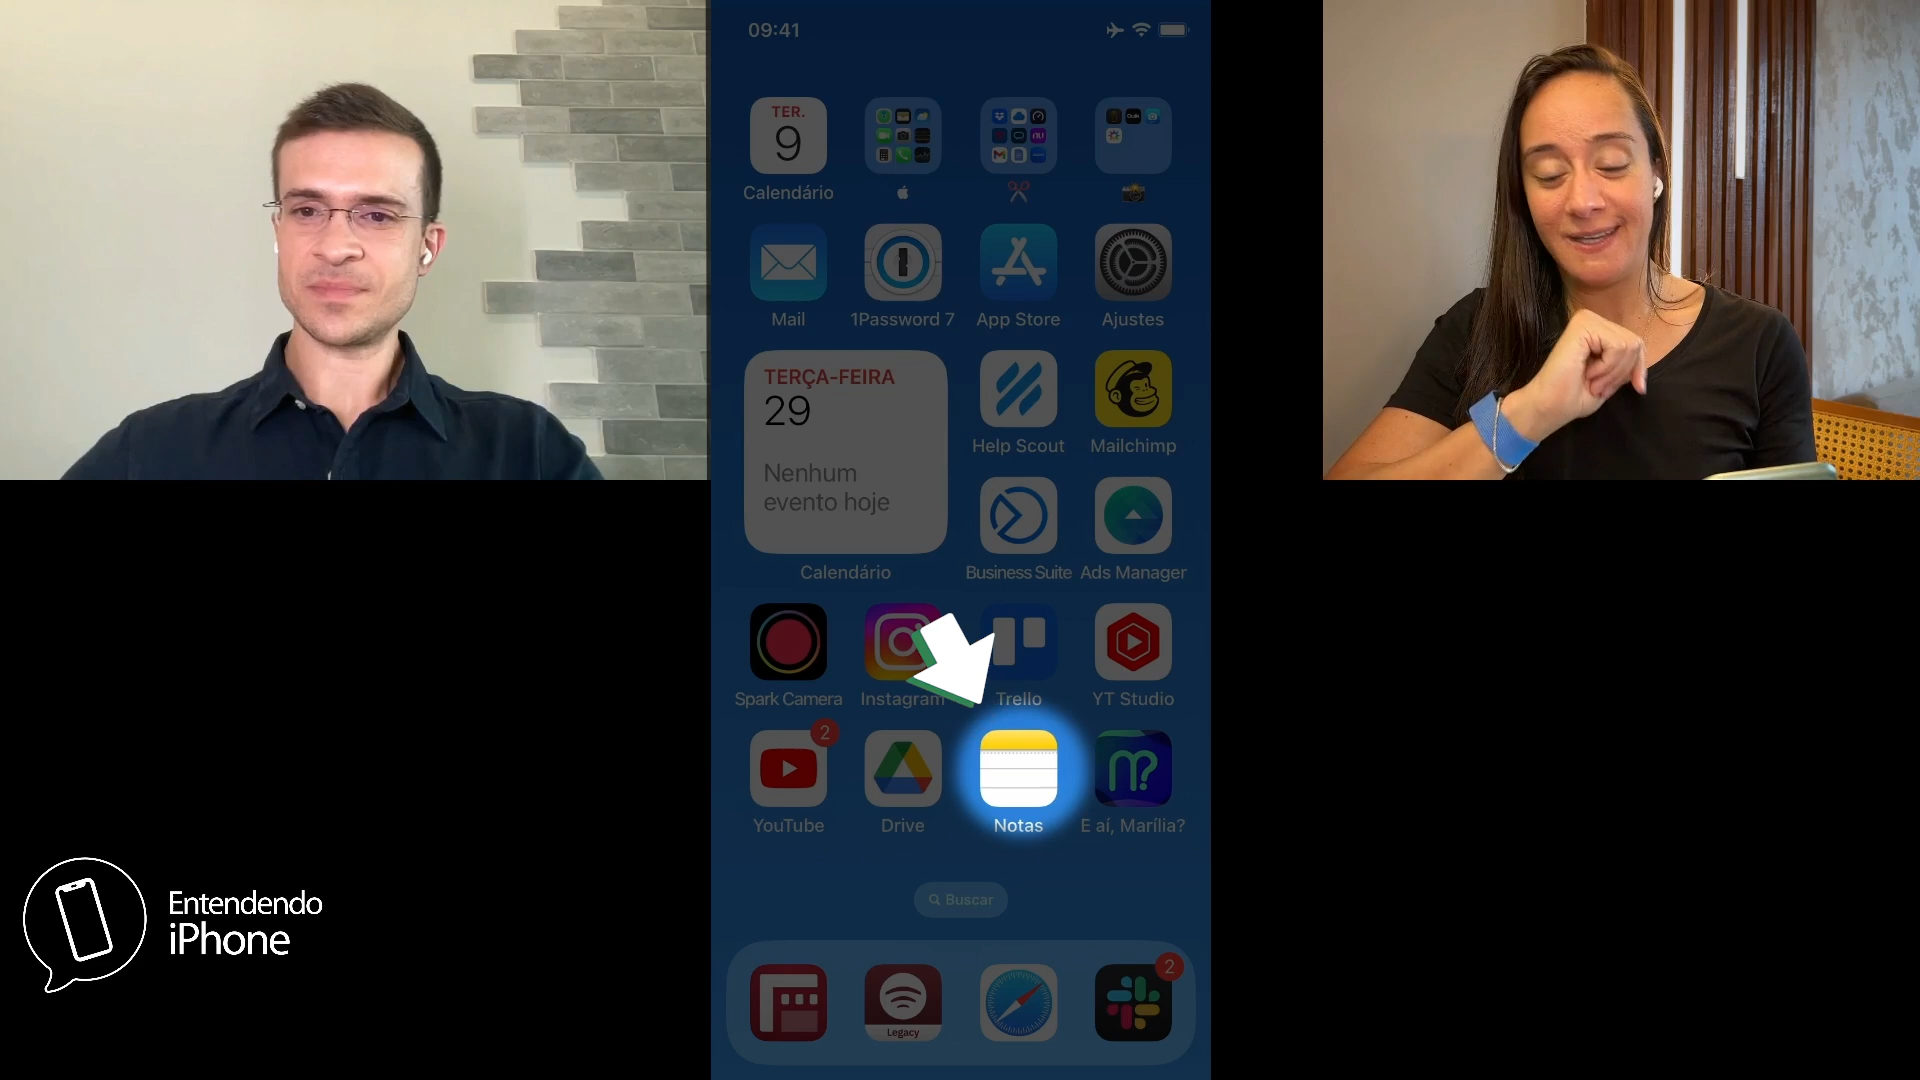 09:41
TER.
9
Calendário
Mail
1Password 7
App Store
Ajustes
TERÇA-FEIRA
29
Nenhum
evento hoje
Calendário
Help Scout
Mailchimp
Business Suite
Ads Manager
Spark Camera
Instagram
Trello
YT Studio
2
YouTube
Drive
Notas
m?
E aí, Marília?
Buscar
Legacy
2
Entendendo
iPhone